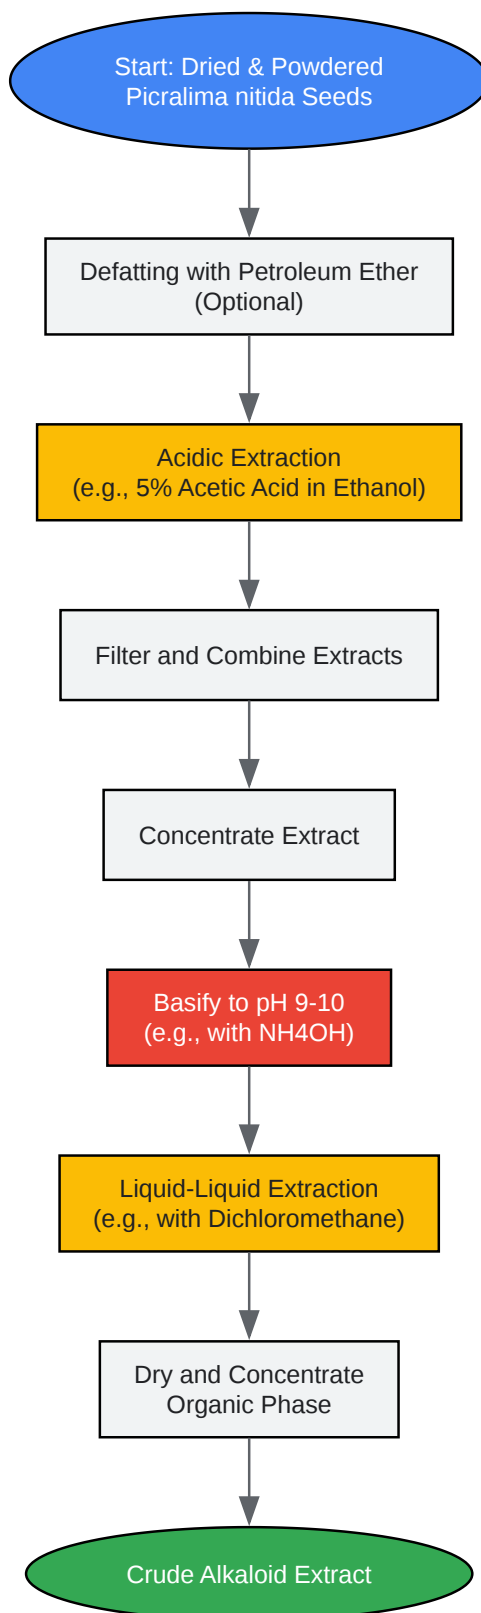 Start: Dried & Powdered
Picralima nitida Seeds
Defatting with Petroleum Ether
(Optional)
Acidic Extraction
(e.g., 5% Acetic Acid in Ethanol)
Filter and Combine Extracts
Concentrate Extract
Basify to pH 9-10
(e.g., with NH4OH)
Liquid-Liquid Extraction
(e.g., with Dichloromethane)
Dry and Concentrate
Organic Phase
Crude Alkaloid Extract